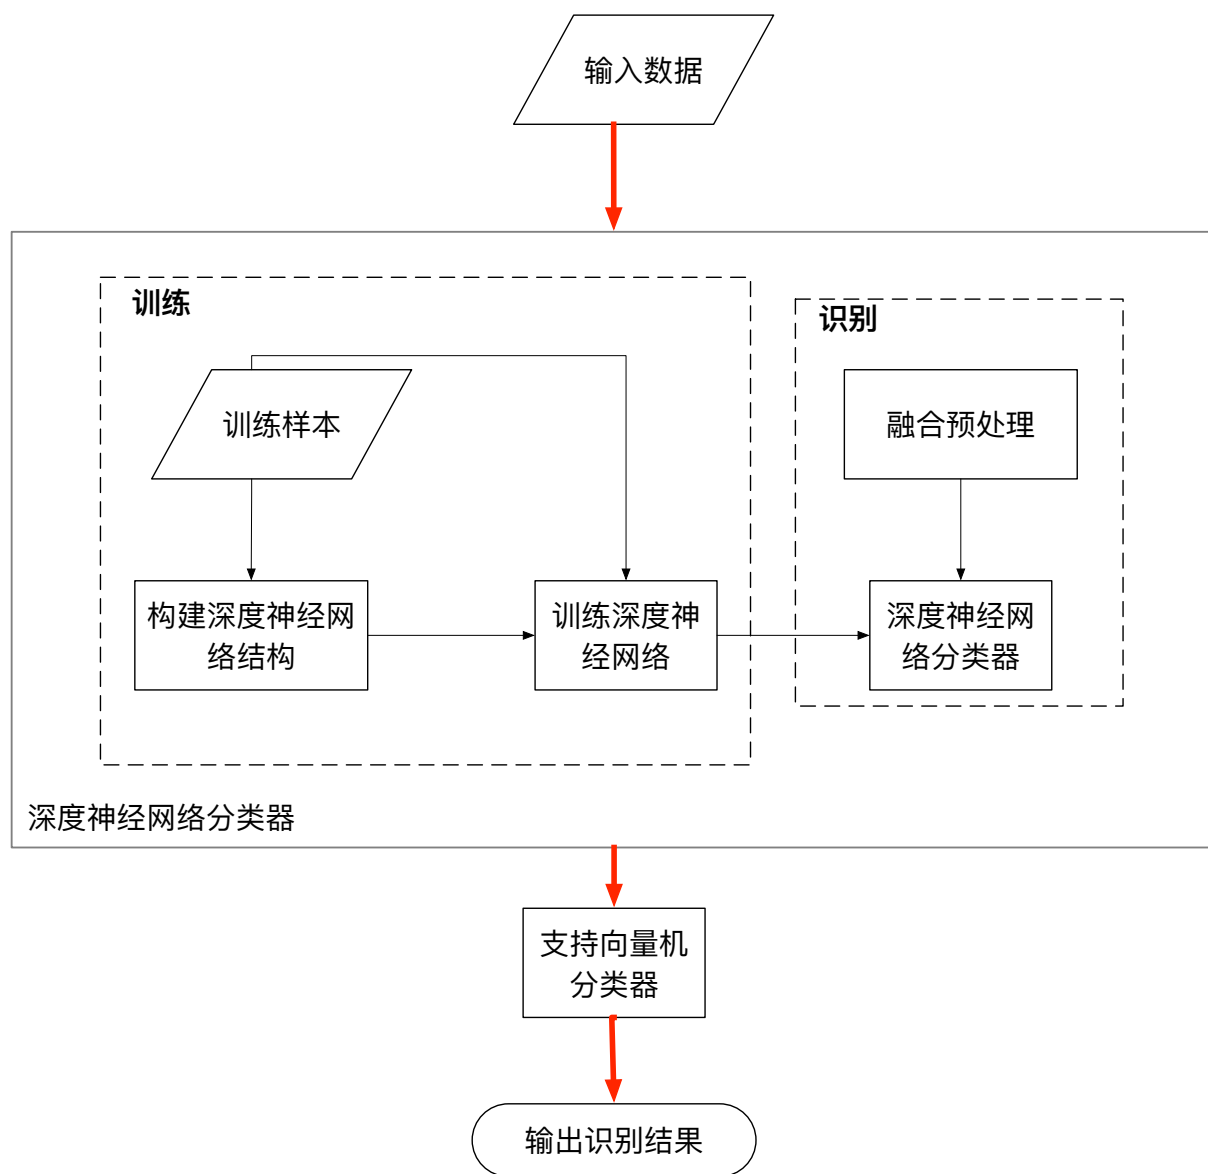 输入数据
训练
识别
训练样本
融合预处理
构建深度神经网
络结构
训练深度神
经网络
深度神经网
络分类器
深度神经网络分类器
支持向量机
分类器
输出识别结果